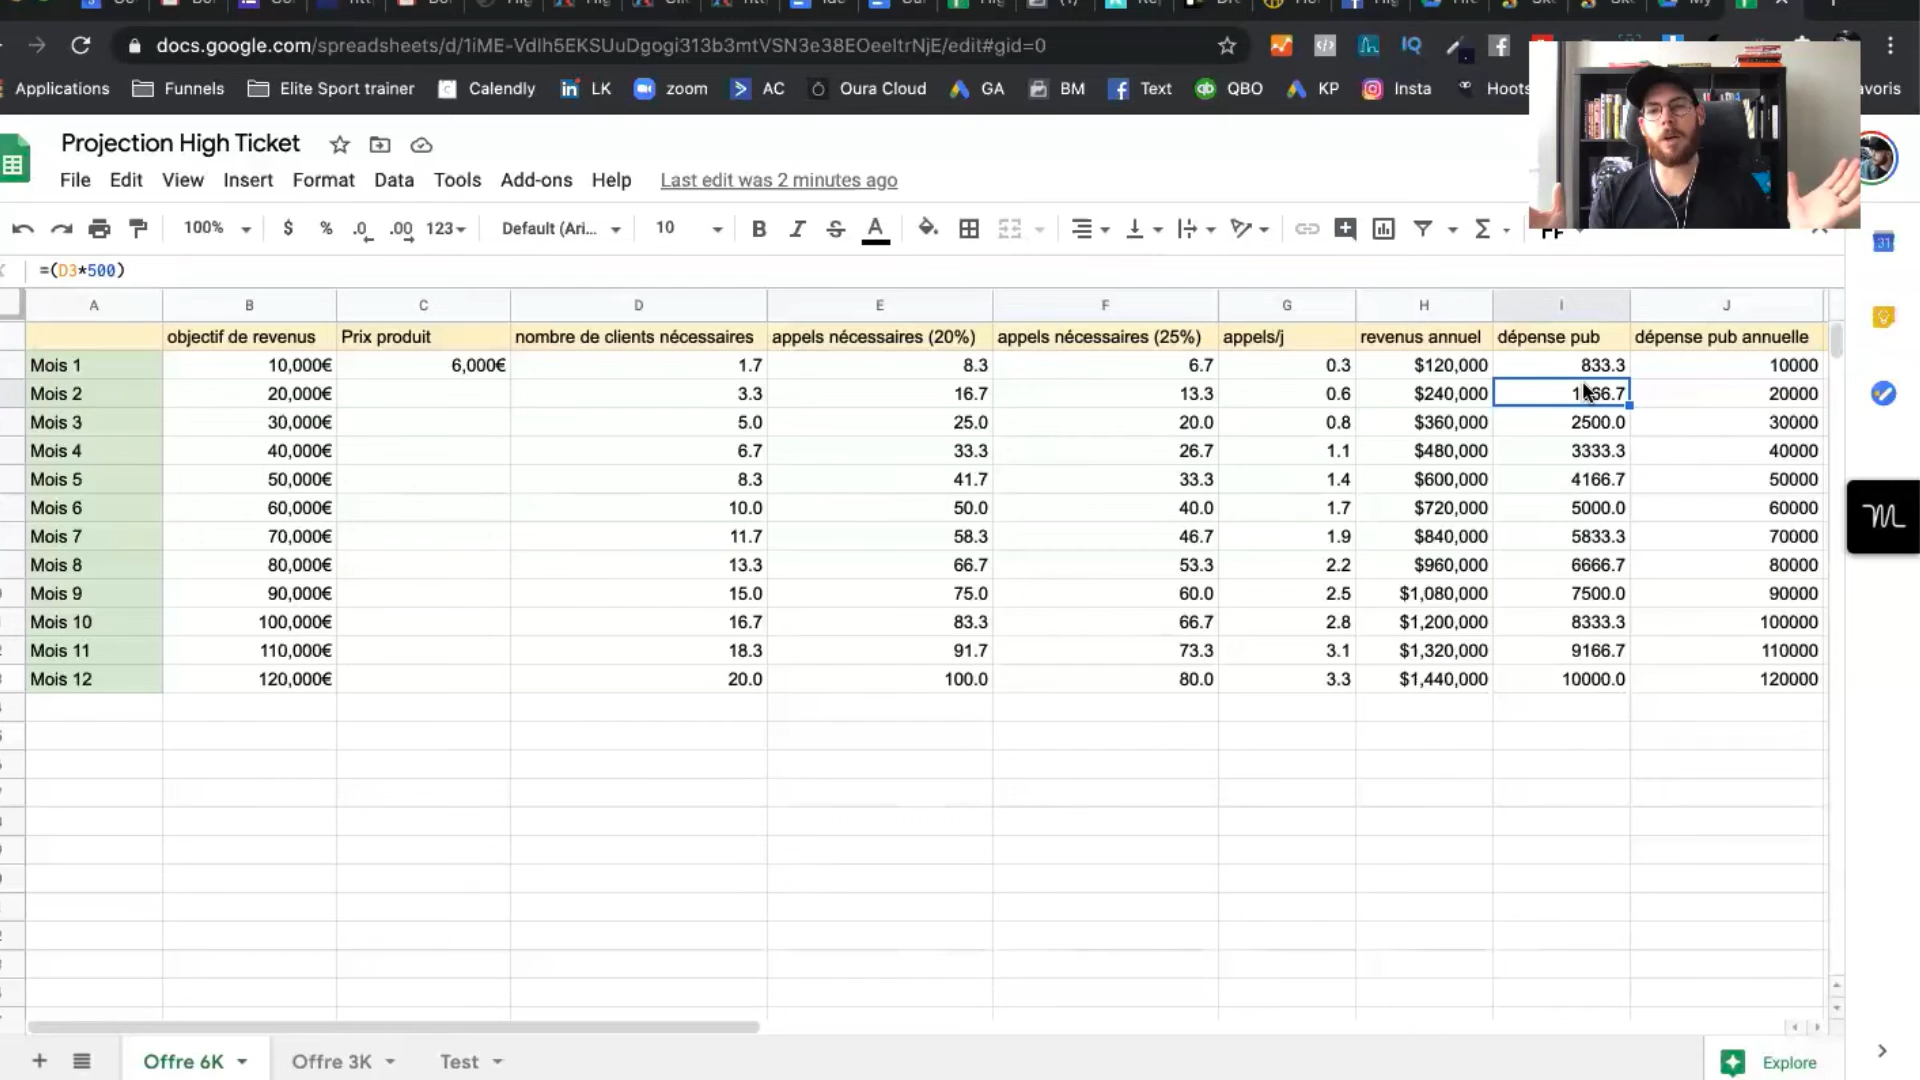 docs.google.com/spreadsheets/d/1iME-VdIh5EKSUuDgogi313b3mtVSN3e38EOeeItrNjE/edit#gid=0
IQ
Applications Funnels Elite Sport trainer Calendly LK zoom AC Oura Cloud GA BM Text QBO KP Insta Hoots
Projection High Ticket
File Edit View Insert Format Data Tools Add-ons Help Last edit was 2 minutes ago
100% $ % .0 .00 123 Default (Ari... 10 B I S A Σ
=(D3*500)
A B C D E F G H I J
objectif de revenus Prix produit nombre de clients nécessaires appels nécessaires (20%) appels nécessaires (25%) appels/j revenus annuel dépense pub dépense pub annuelle
Mois 1 10,000€ 6,000€ 1.7 8.3 6.7 0.3 $120,000 833.3 10000
Mois 2 20,000€ 3.3 16.7 13.3 0.6 $240,000 20000
Mois 3 30,000€ 5.0 25.0 20.0 0.8 $360,000 2500.0 30000
Mois 4 40,000€ 6.7 33.3 26.7 1.1 $480,000 3333.3 40000
Mois 5 50,000€ 8.3 41.7 33.3 1.4 $600,000 4166.7 50000
Mois 6 60,000€ 10.0 50.0 40.0 1.7 $720,000 5000.0 60000
Mois 7 70,000€ 11.7 58.3 46.7 1.9 $840,000 5833.3 70000
Mois 8 80,000€ 13.3 66.7 53.3 2.2 $960,000 6666.7 80000
Mois 9 90,000€ 15.0 75.0 60.0 2.5 $1,080,000 7500.0 90000
Mois 10 100,000€ 16.7 83.3 66.7 2.8 $1,200,000 8333.3 100000
Mois 11 110,000€ 18.3 91.7 73.3 3.1 $1,320,000 9166.7 110000
Mois 12 120,000€ 20.0 100.0 80.0 3.3 $1,440,000 10000.0 120000
Offre 6K Offre 3K Test Explore